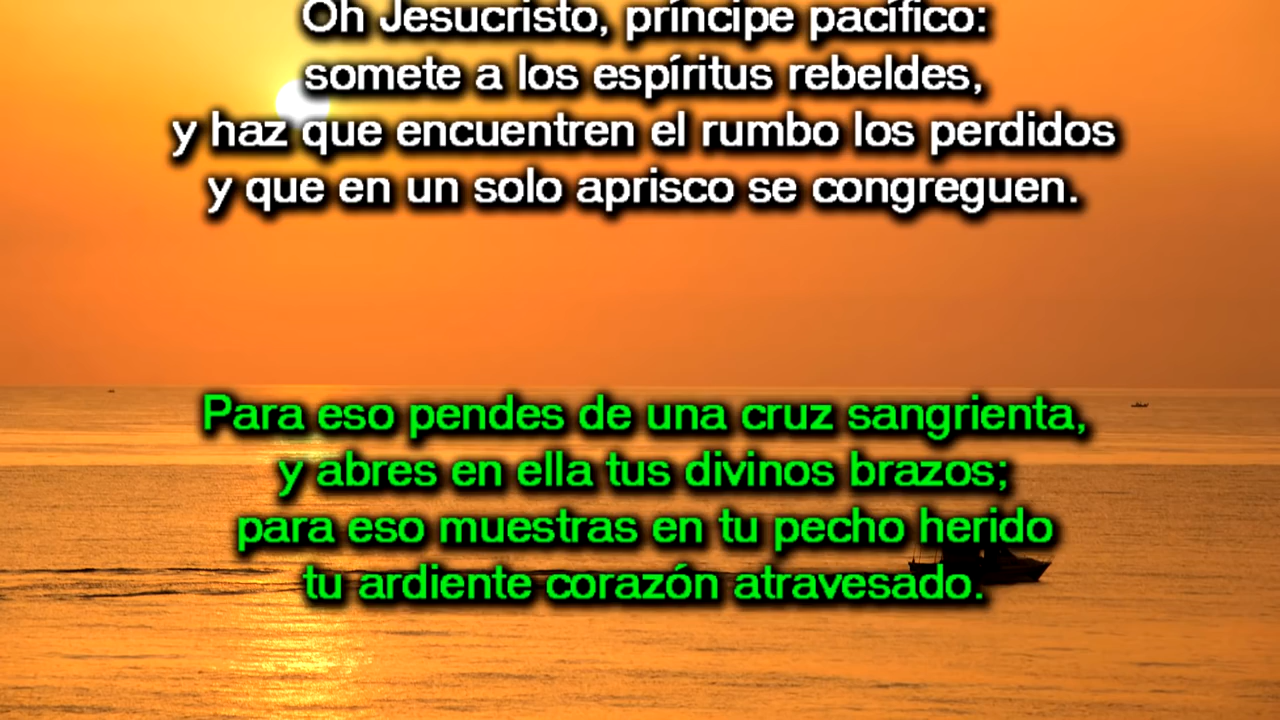 Oh Jesucristo, príncipe pacífico:
somete a los espíritus rebeldes,
y haz que encuentren el rumbo los perdidos
y que en un solo aprisco se congreguen.
Para eso pendes de una cruz sangrienta,
y abres en ella tus divinos brazos;
para eso muestras en tu pecho herido
tu ardiente corazón atravesado.